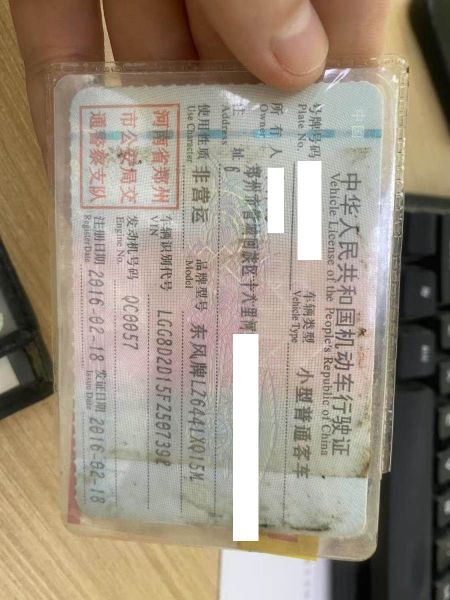 中国
中华人民共和国机动车行驶证
Vehicle License of the People's Republic of China
号牌号码
Plate No.
车辆类型 小型普通客车
Vehicle Type
所有人
Owner
住址 郑州市管城回族区十八里河
Address
6
使用性质 非营运
Use Character
品牌型号 东风牌LZ6441XQ15M
Model
河南省郑州
市公安局交
通警察支队
车辆识别代号 LGG8D2D15FZ507392
VIN
发动机号码 QC0057
Engine No.
注册日期 2016-02-18 发证日期 2016-02-18
Register Date Issue Date